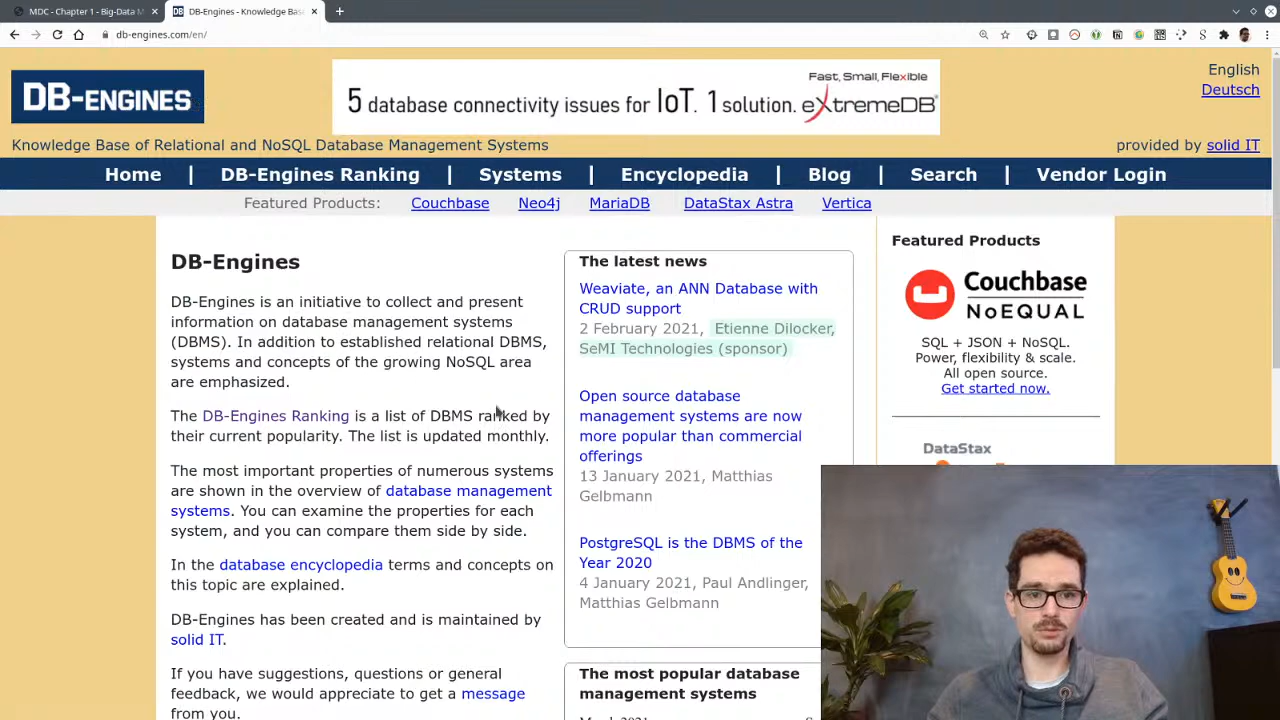 MDC - Chapter 1 - Big-Data M
DB-Engines - Knowledge Bas
db-engines.com/en/
DB-ENGINES
5 database connectivity issues for IoT. 1 solution.
Fast, Small, Flexible
eXtremeDB
English
Deutsch
Knowledge Base of Relational and NoSQL Database Management Systems
provided by solid IT
Home | DB-Engines Ranking | Systems | Encyclopedia | Blog | Search | Vendor Login
Featured Products: Couchbase Neo4j MariaDB DataStax Astra Vertica
DB-Engines
DB-Engines is an initiative to collect and present
information on database management systems
(DBMS). In addition to established relational DBMS,
systems and concepts of the growing NoSQL area
are emphasized.
The DB-Engines Ranking is a list of DBMS ranked by
their current popularity. The list is updated monthly.
The most important properties of numerous systems
are shown in the overview of database management
systems. You can examine the properties for each
system, and you can compare them side by side.
In the database encyclopedia terms and concepts on
this topic are explained.
DB-Engines has been created and is maintained by
solid IT.
If you have suggestions, questions or general
feedback, we would appreciate to get a message
from you.
The latest news
Weaviate, an ANN Database with
CRUD support
2 February 2021, Etienne Dilocker,
SeMI Technologies (sponsor)
Open source database
management systems are now
more popular than commercial
offerings
13 January 2021, Matthias
Gelbmann
PostgreSQL is the DBMS of the
Year 2020
4 January 2021, Paul Andlinger,
Matthias Gelbmann
The most popular database
management systems
Featured Products
Couchbase
NoEQUAL
SQL + JSON + NoSQL.
Power, flexibility & scale.
All open source.
Get started now.
DataStax